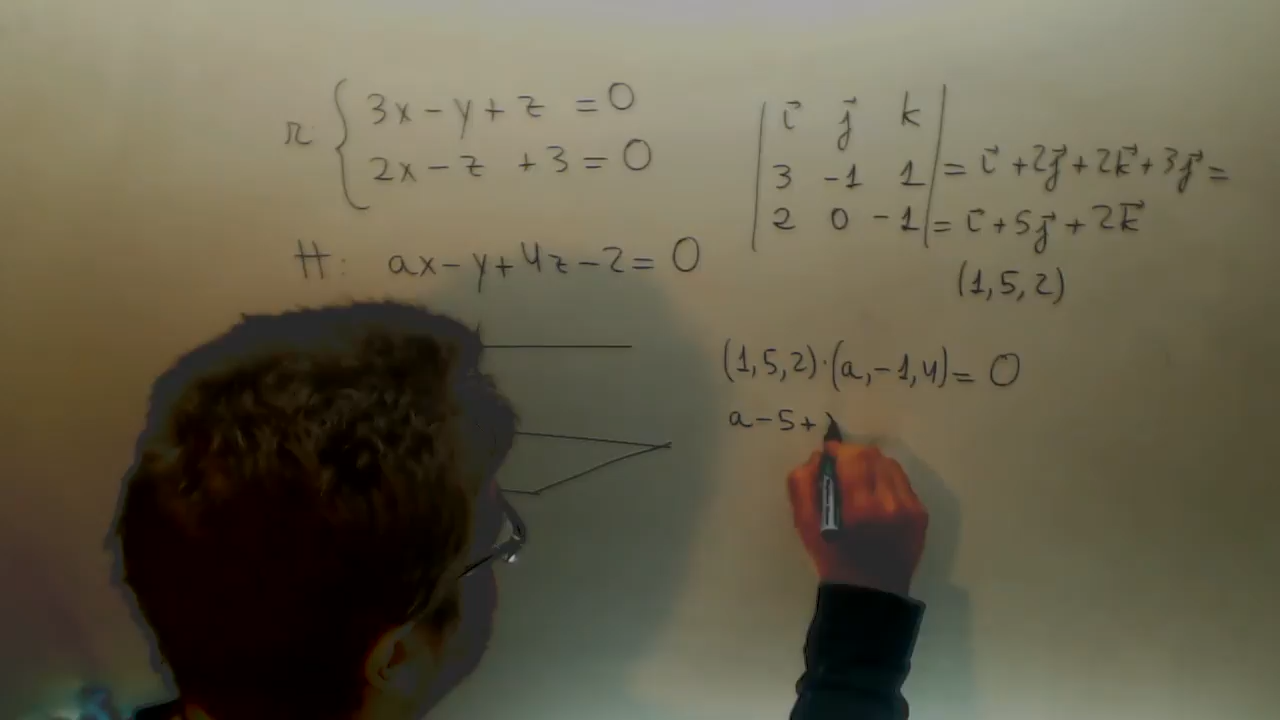 r: { 3x - y + z = 0
2x - z + 3 = 0
π: ax - y + 4z - 2 = 0
| i⃗ j⃗ k |
| 3 -1 1 | = i⃗ + 2j⃗ + 2k⃗ + 3j⃗ =
| 2 0 -1 | = i⃗ + 5j⃗ + 2k⃗
(1, 5, 2)
(1, 5, 2) · (a, -1, 4) = 0
a - 5 +